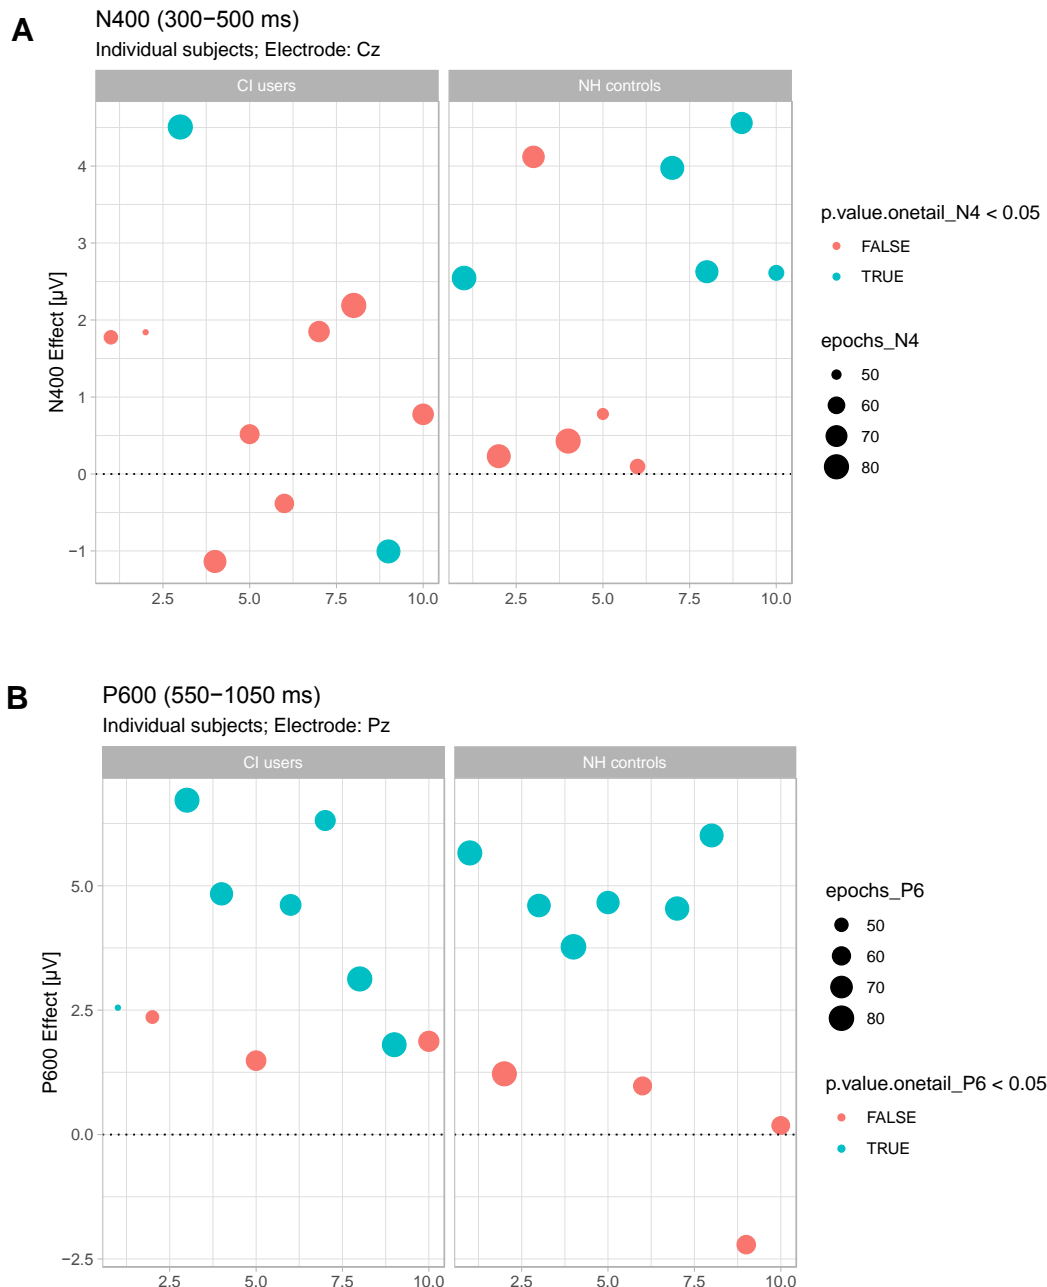 A
N400 (300−500 ms)
Individual subjects; Electrode: Cz
CI users
NH controls
N400 Effect [µV]
4
3
2
1
0
−1
2.5 5.0 7.5 10.0
2.5 5.0 7.5 10.0
p.value.onetail_N4 < 0.05
FALSE
TRUE
epochs_N4
50
60
70
80
B
P600 (550−1050 ms)
Individual subjects; Electrode: Pz
CI users
NH controls
P600 Effect [µV]
5.0
2.5
0.0
−2.5
2.5 5.0 7.5 10.0
2.5 5.0 7.5 10.0
epochs_P6
50
60
70
80
p.value.onetail_P6 < 0.05
FALSE
TRUE